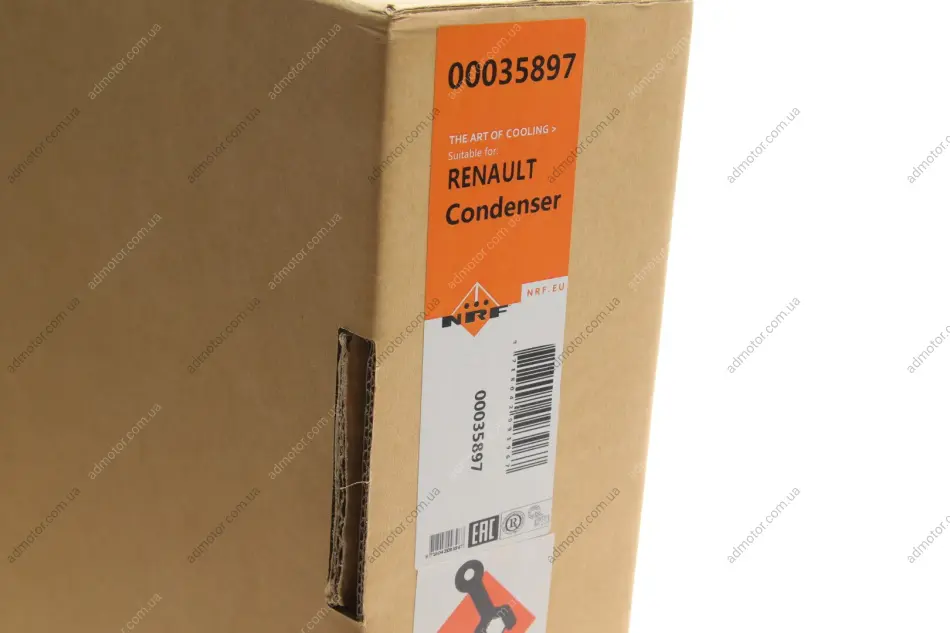 00035897
THE ART OF COOLING >
Suitable for:
RENAULT
Condenser
NRF.EU
NRF
00035897
EAC
R
admotor.com.ua